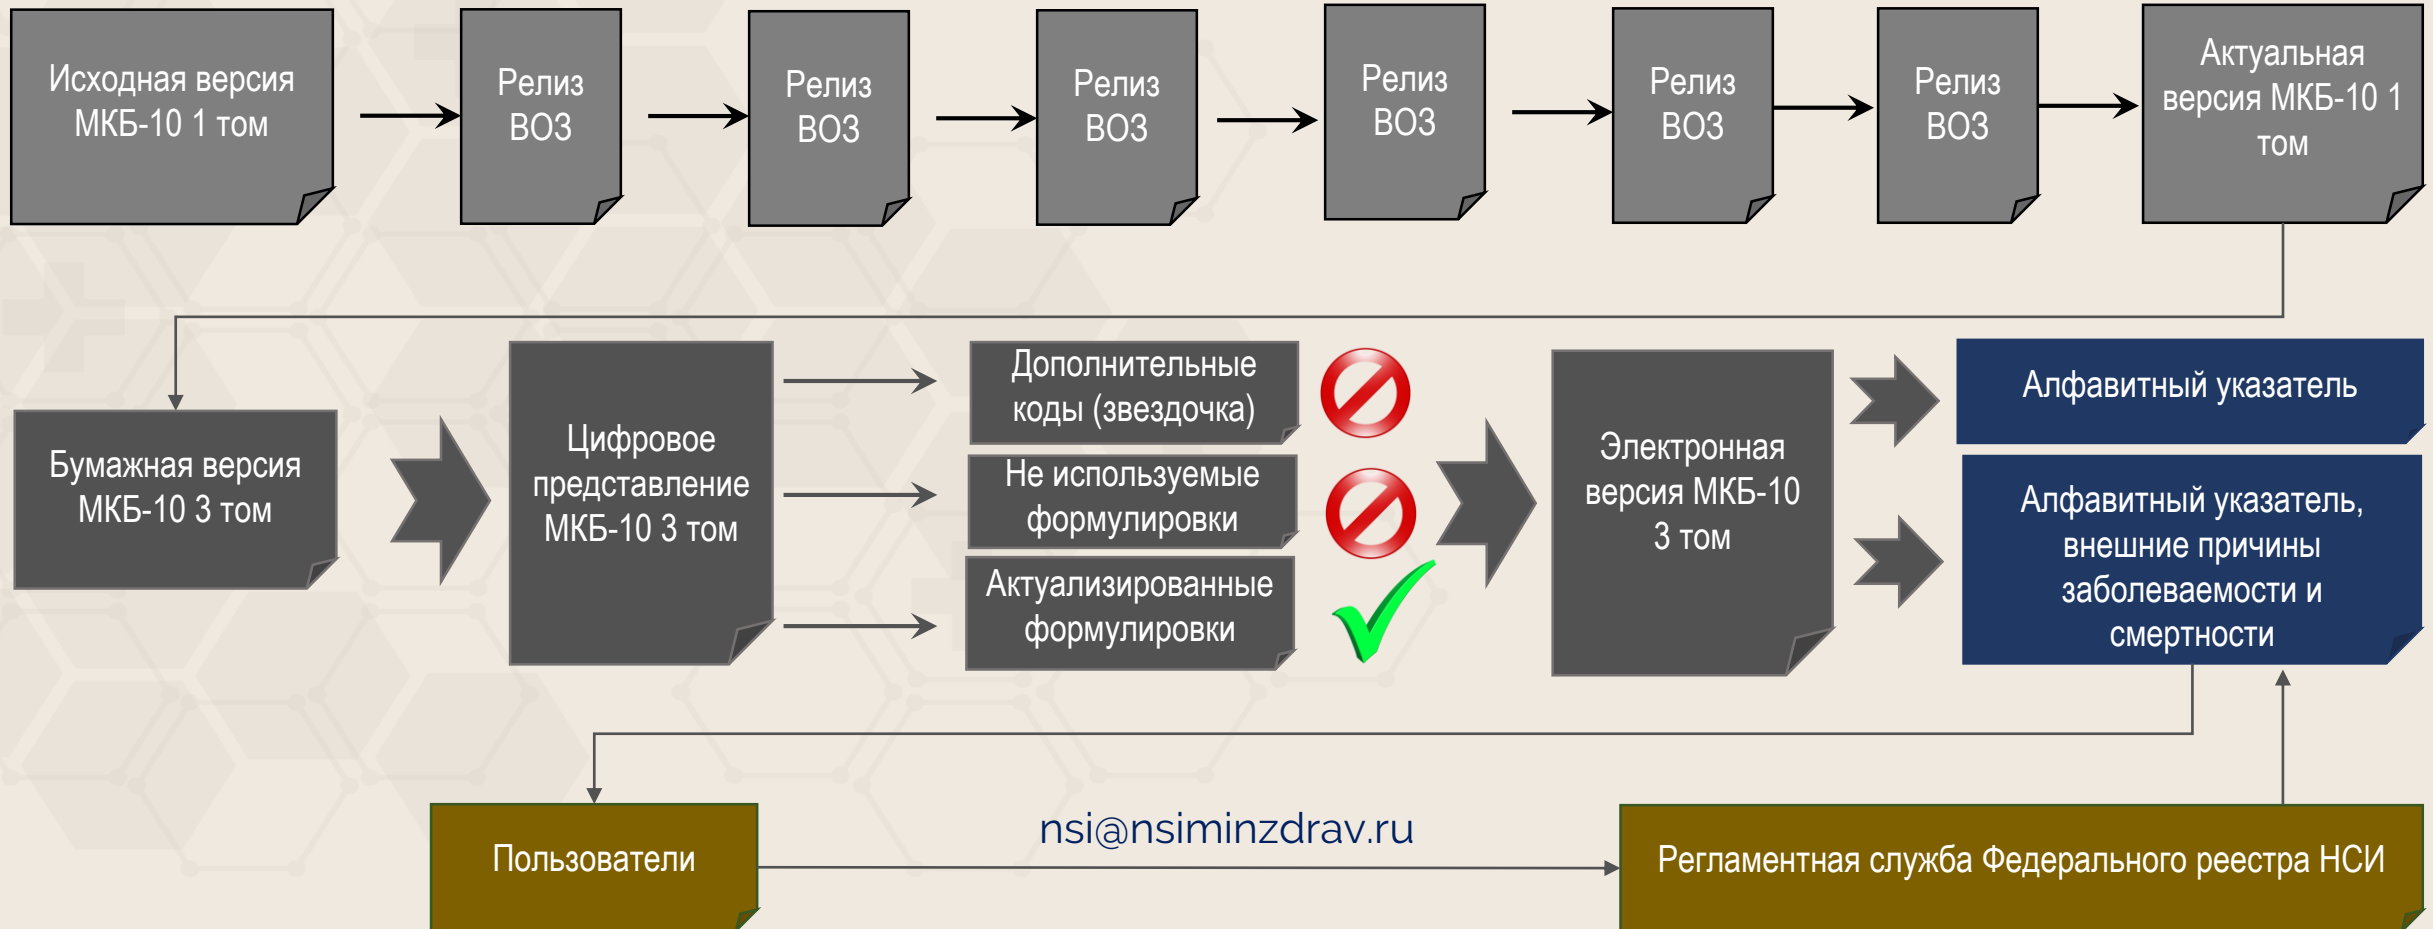 Исходная версия
МКБ-10 1 том
Релиз
ВОЗ
Релиз
ВОЗ
Релиз
ВОЗ
Релиз
ВОЗ
Релиз
ВОЗ
Релиз
ВОЗ
Актуальная
версия МКБ-10 1
том
Бумажная версия
МКБ-10 3 том
Цифровое
представление
МКБ-10 3 том
Дополнительные
коды (звездочка)
Не используемые
формулировки
Актуализированные
формулировки
Электронная
версия МКБ-10
3 том
Алфавитный указатель
Алфавитный указатель,
внешние причины
заболеваемости и
смертности
Пользователи
nsi@nsiminzdrav.ru
Регламентная служба Федерального реестра НСИ